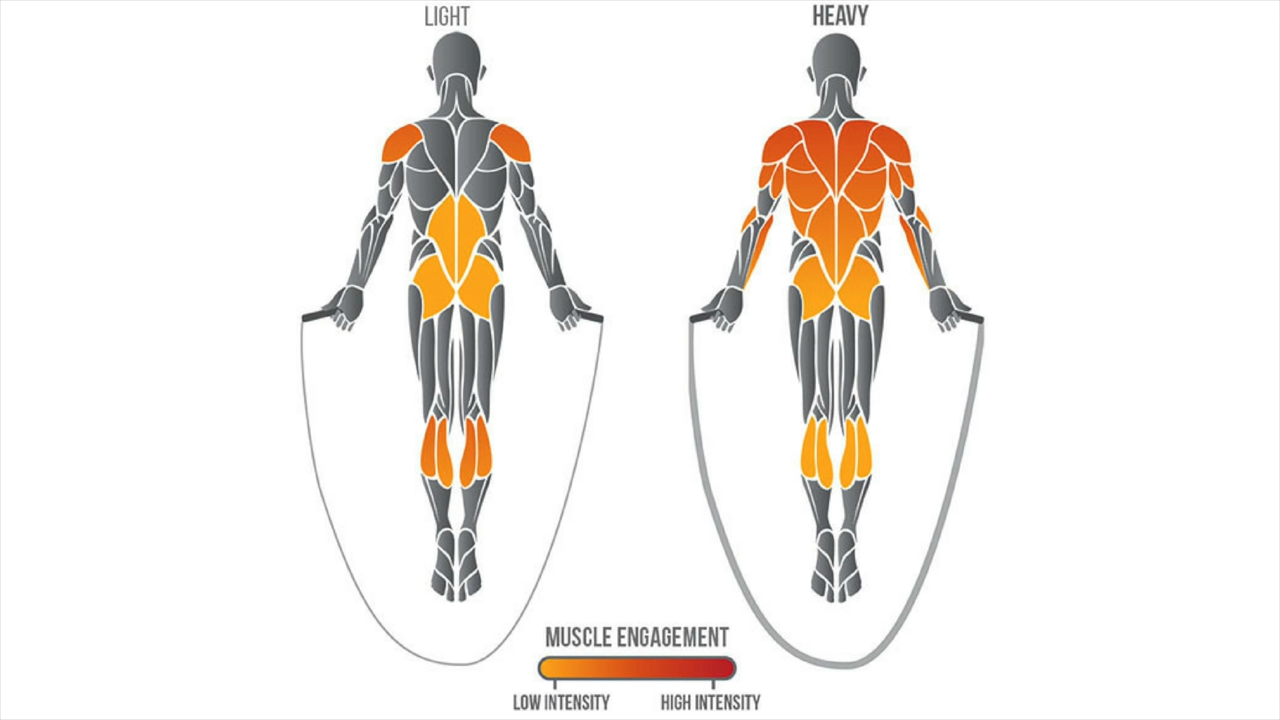 LIGHT
HEAVY
MUSCLE ENGAGEMENT
LOW INTENSITY
HIGH INTENSITY